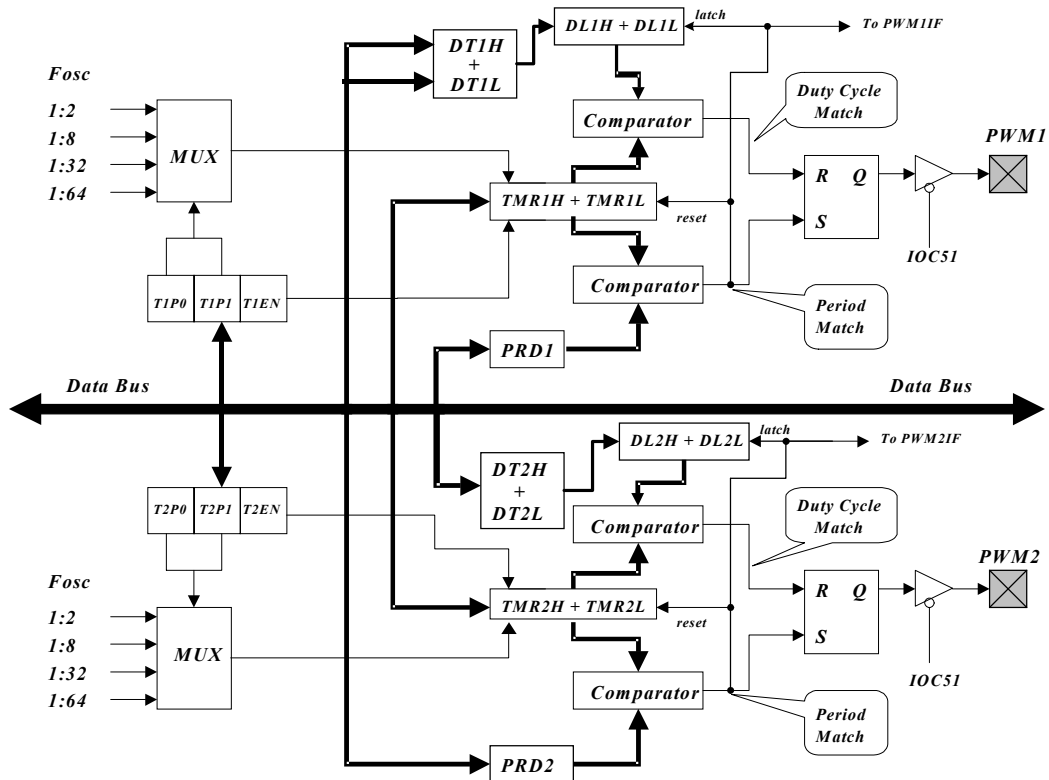 DL1H + DL1L
latch
To PWM1IF
DT1H
+
DT1L
Fosc
1:2
1:8
1:32
1:64
MUX
Comparator
Duty Cycle
Match
PWM1
R Q
S
TMR1H + TMR1L
reset
IOC51
T1P0 T1P1 T1EN
Comparator
Period
Match
PRD1
Data Bus
Data Bus
DL2H + DL2L
latch
To PWM2IF
DT2H
+
DT2L
T2P0 T2P1 T2EN
Comparator
Duty Cycle
Match
PWM2
Fosc
1:2
1:8
1:32
1:64
MUX
TMR2H + TMR2L
reset
R Q
S
IOC51
Comparator
Period
Match
PRD2